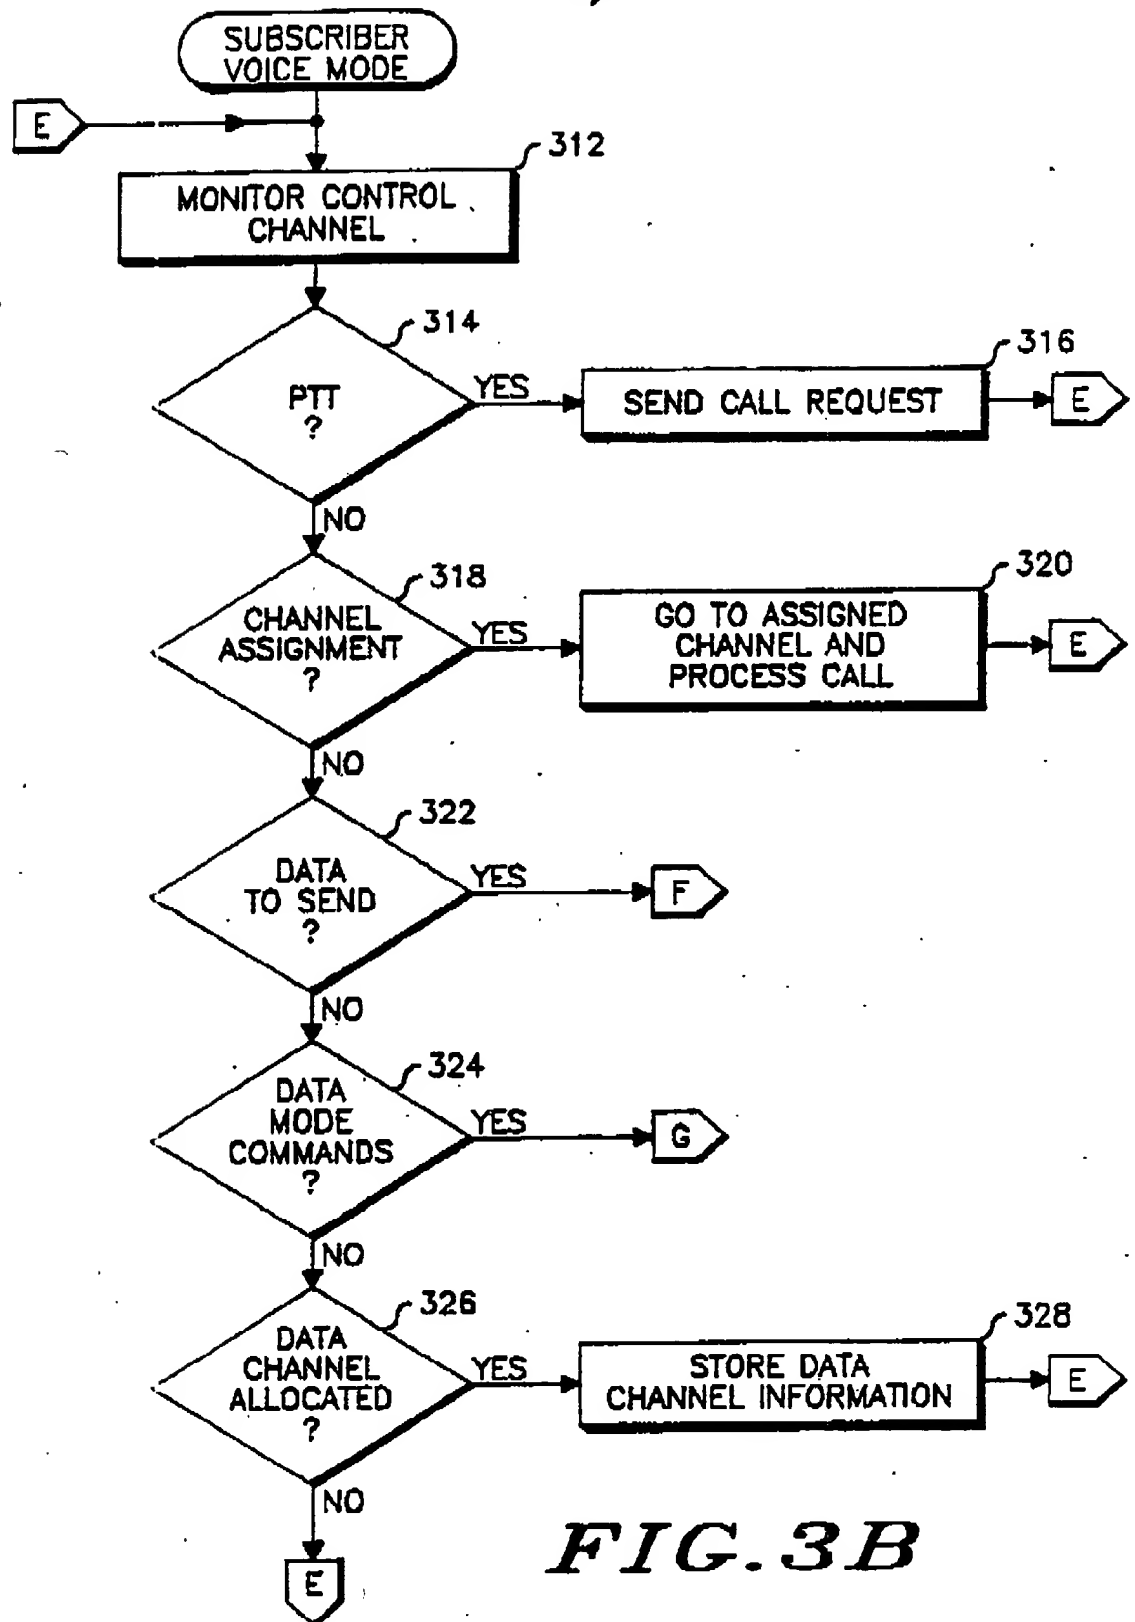 SUBSCRIBER
VOICE MODE
E
312
MONITOR CONTROL
CHANNEL
314
PTT
?
YES
316
SEND CALL REQUEST
E
NO
318
CHANNEL
ASSIGNMENT
?
YES
320
GO TO ASSIGNED
CHANNEL AND
PROCESS CALL
E
NO
322
DATA
TO SEND
?
YES
F
NO
324
DATA
MODE
COMMANDS
?
YES
G
NO
326
DATA
CHANNEL
ALLOCATED
?
YES
328
STORE DATA
CHANNEL INFORMATION
E
NO
E
FIG.3B